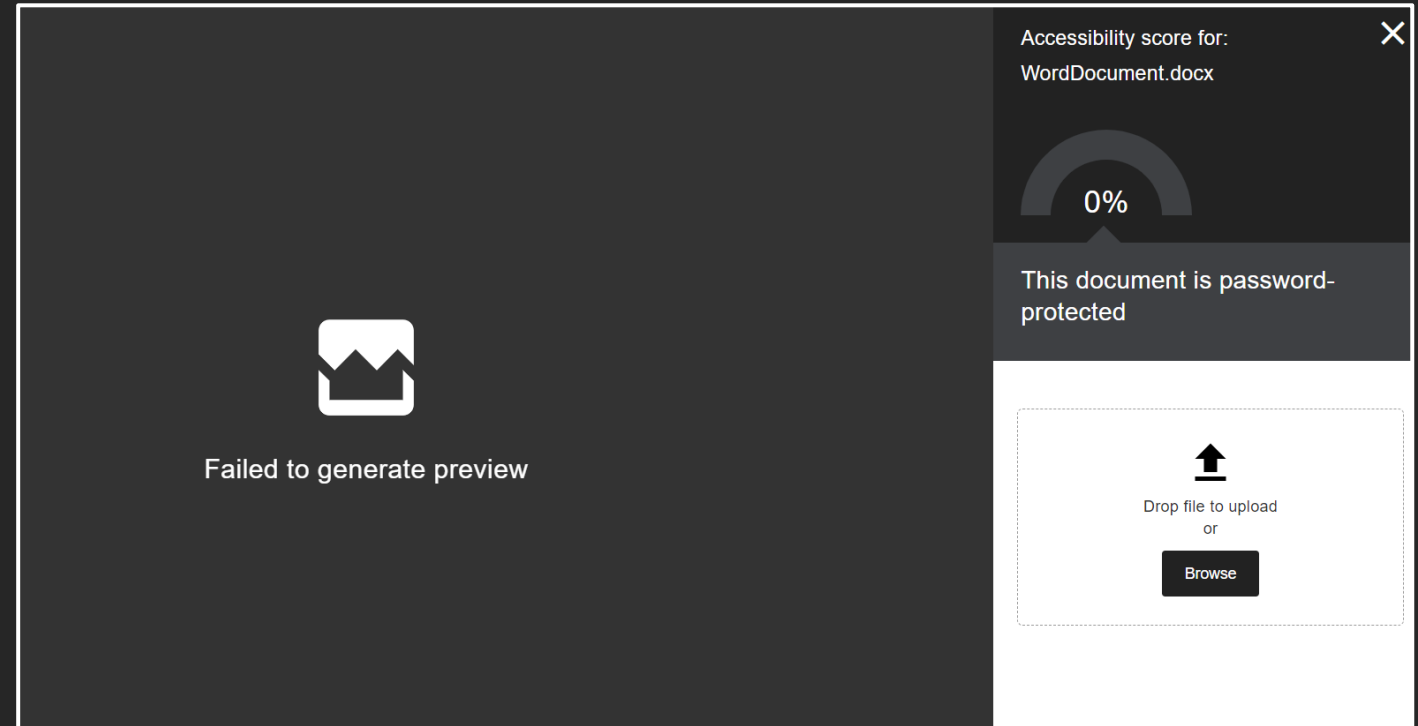 Accessibility score for:
WordDocument.docx
0%
This document is password-
protected
Failed to generate preview
Drop file to upload
or
Browse